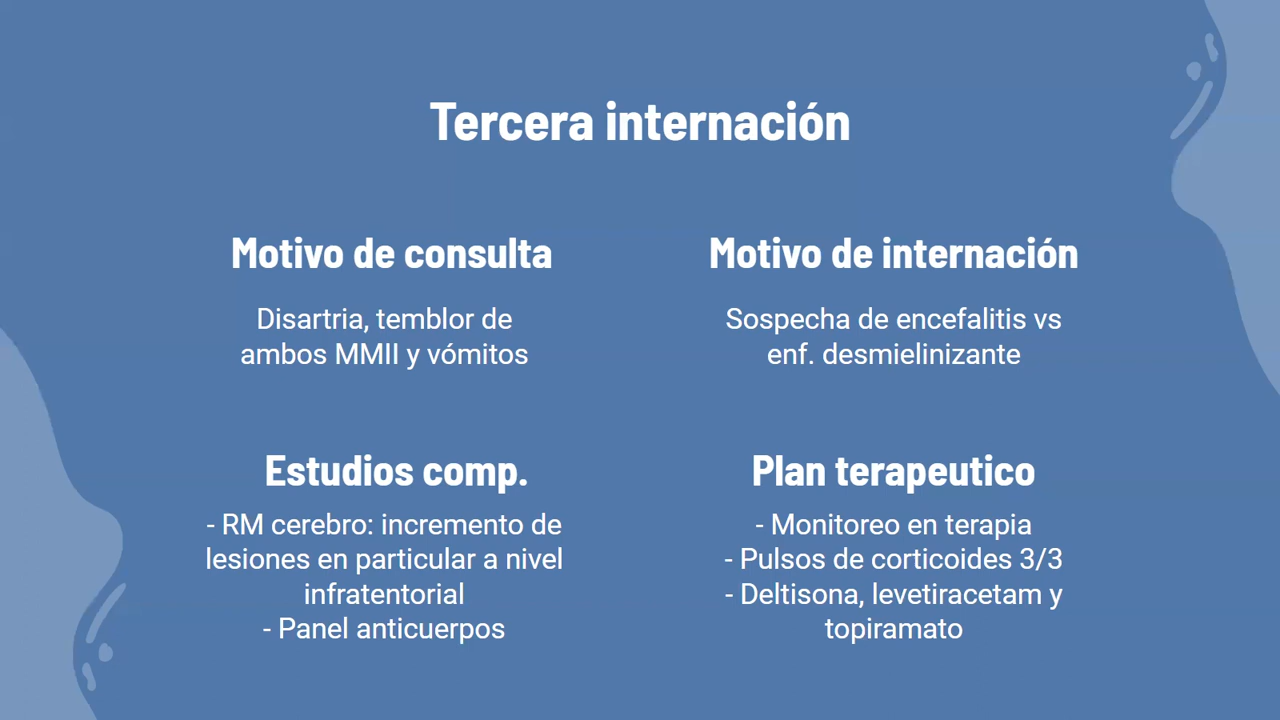 Tercera internación
Motivo de consulta
Disartria, temblor de
ambos MMII y vómitos
Motivo de internación
Sospecha de encefalitis vs
enf. desmielinizante
Estudios comp.
- RM cerebro: incremento de
lesiones en particular a nivel
infratentorial
- Panel anticuerpos
Plan terapeutico
- Monitoreo en terapia
- Pulsos de corticoides 3/3
- Deltisona, levetiracetam y
topiramato